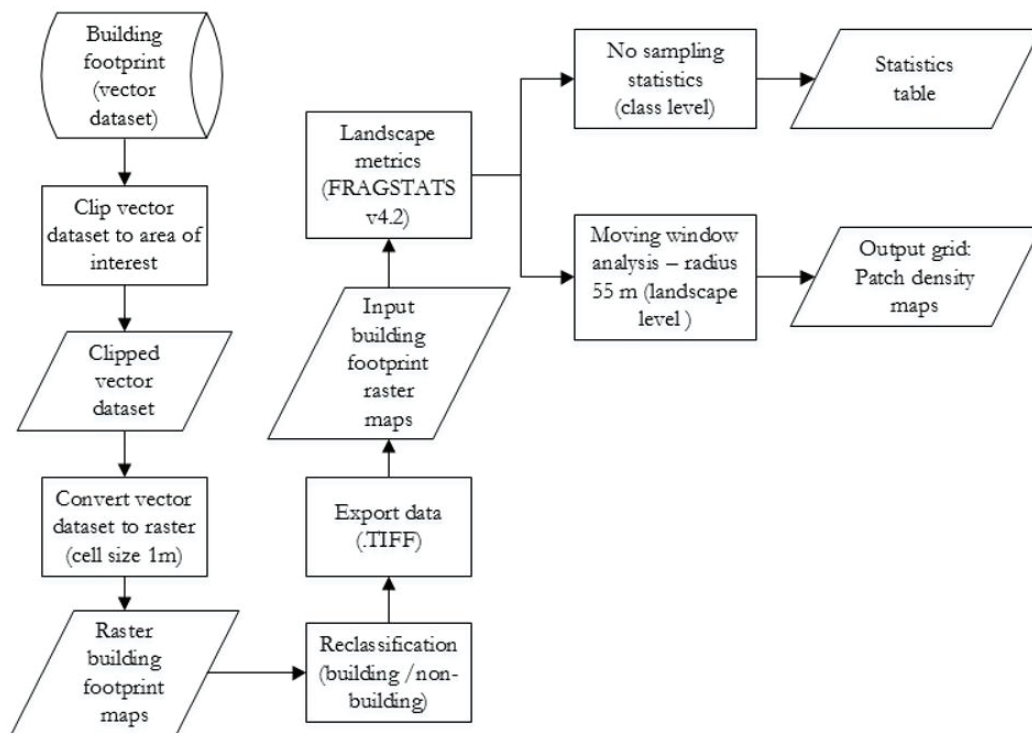 Building
footprint
(vector
dataset)
Clip vector
dataset to area of
interest
Clipped
vector
dataset
Convert vector
dataset to raster
(cell size 1m)
Raster
building
footprint
maps
Reclassification
(building /non-
building)
Export data
(.TIFF)
Input
building
footprint
raster
maps
Landscape
metrics
(FRAGSTATS
v4.2)
No sampling
statistics
(class level)
Statistics
table
Moving window
analysis – radius
55 m (landscape
level )
Output grid:
Patch density
maps